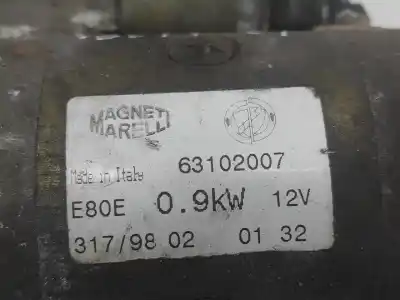 MAGNETI
MARELLI
63102007
Made in Italy
E80E 0.9kW 12V
317/98 02 01 32